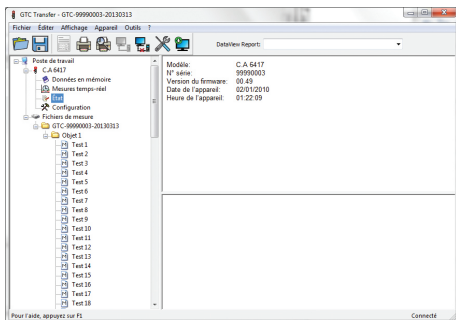 GTC Transfer - GTC-99990003-20130313
Fichier Éditer Affichage Appareil Outils ?
DataView Report:
Poste de travail
C.A 6417
Données en mémoire
Mesures temps-réel
État
Configuration
Fichiers de mesure
GTC-99990003-20130313
Objet 1
Test 1
Test 2
Test 3
Test 4
Test 5
Test 6
Test 7
Test 8
Test 9
Test 10
Test 11
Test 12
Test 13
Test 14
Test 15
Test 16
Test 17
Test 18
Modèle: C.A 6417
N° série: 99990003
Version du firmware: 00.49
Date de l'appareil: 02/01/2010
Heure de l'appareil: 01:22:09
Pour l'aide, appuyez sur F1 Connecté